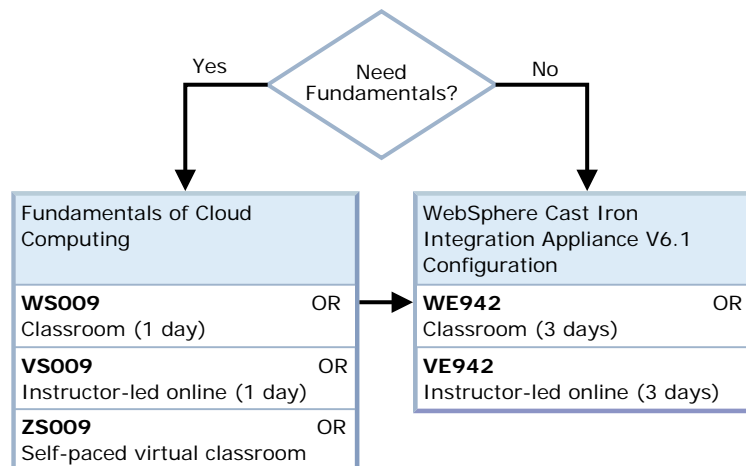 Yes
Need
Fundamentals?
No
Fundamentals of Cloud
Computing
WS009 OR
Classroom (1 day)
VS009 OR
Instructor-led online (1 day)
ZS009 OR
Self-paced virtual classroom
WebSphere Cast Iron
Integration Appliance V6.1
Configuration
WE942 OR
Classroom (3 days)
VE942
Instructor-led online (3 days)